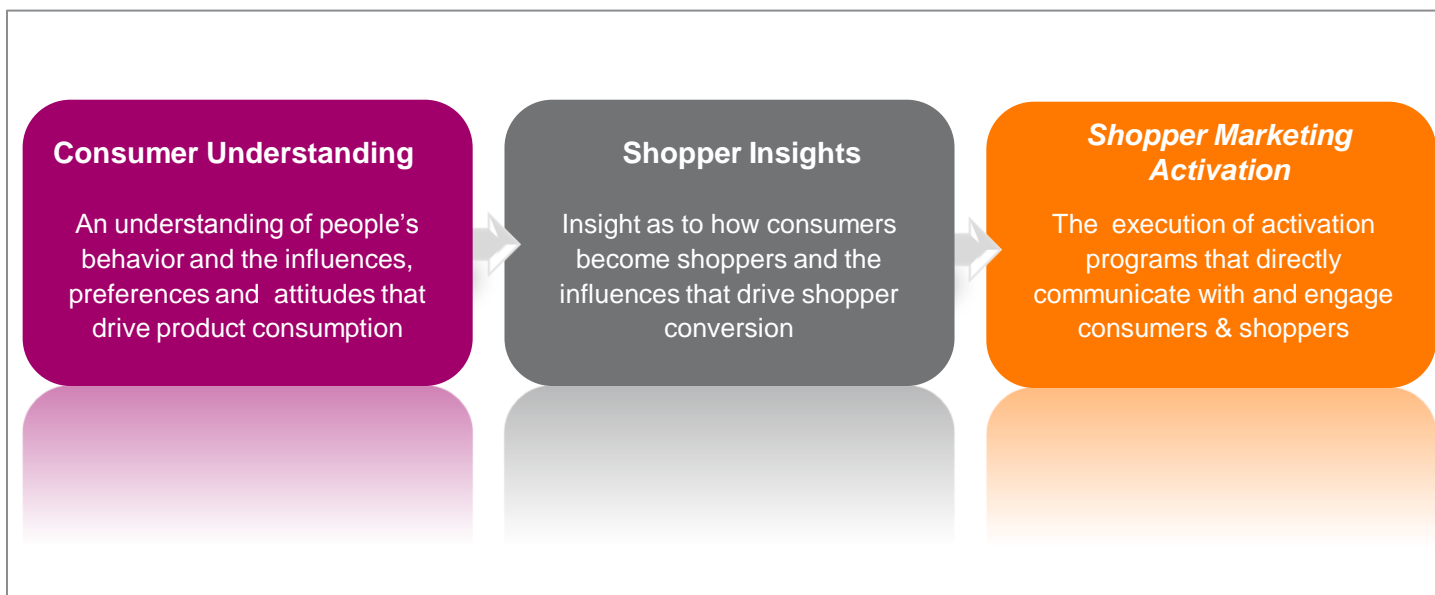 Consumer Understanding
An understanding of people’s
behavior and the influences,
preferences and attitudes that
drive product consumption
Shopper Insights
Insight as to how consumers
become shoppers and the
influences that drive shopper
conversion
Shopper Marketing
Activation
The execution of activation
programs that directly
communicate with and engage
consumers & shoppers